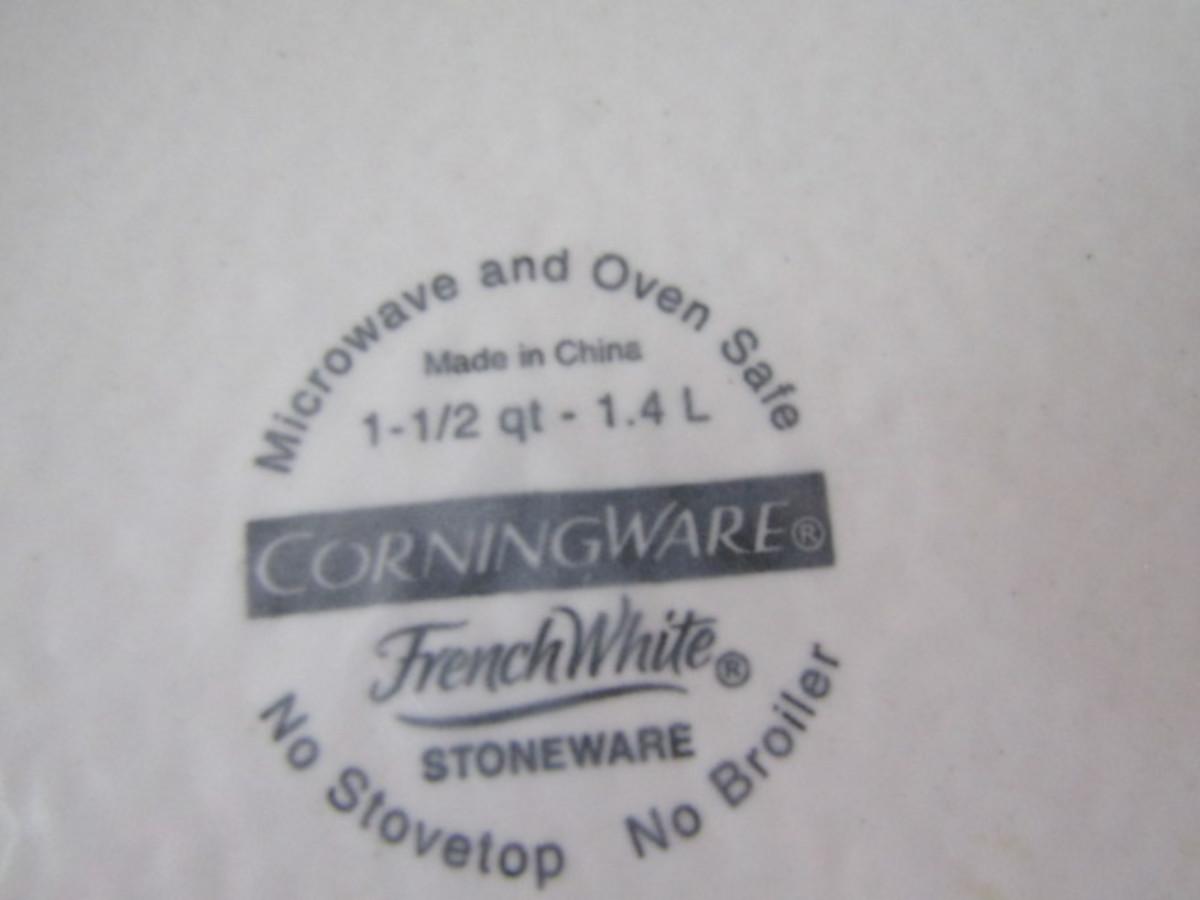 Microwave and Oven Safe
Made in China
1-1/2 qt - 1.4 L
CORNINGWARE®
FrenchWhite®
STONEWARE
No Stovetop No Broiler